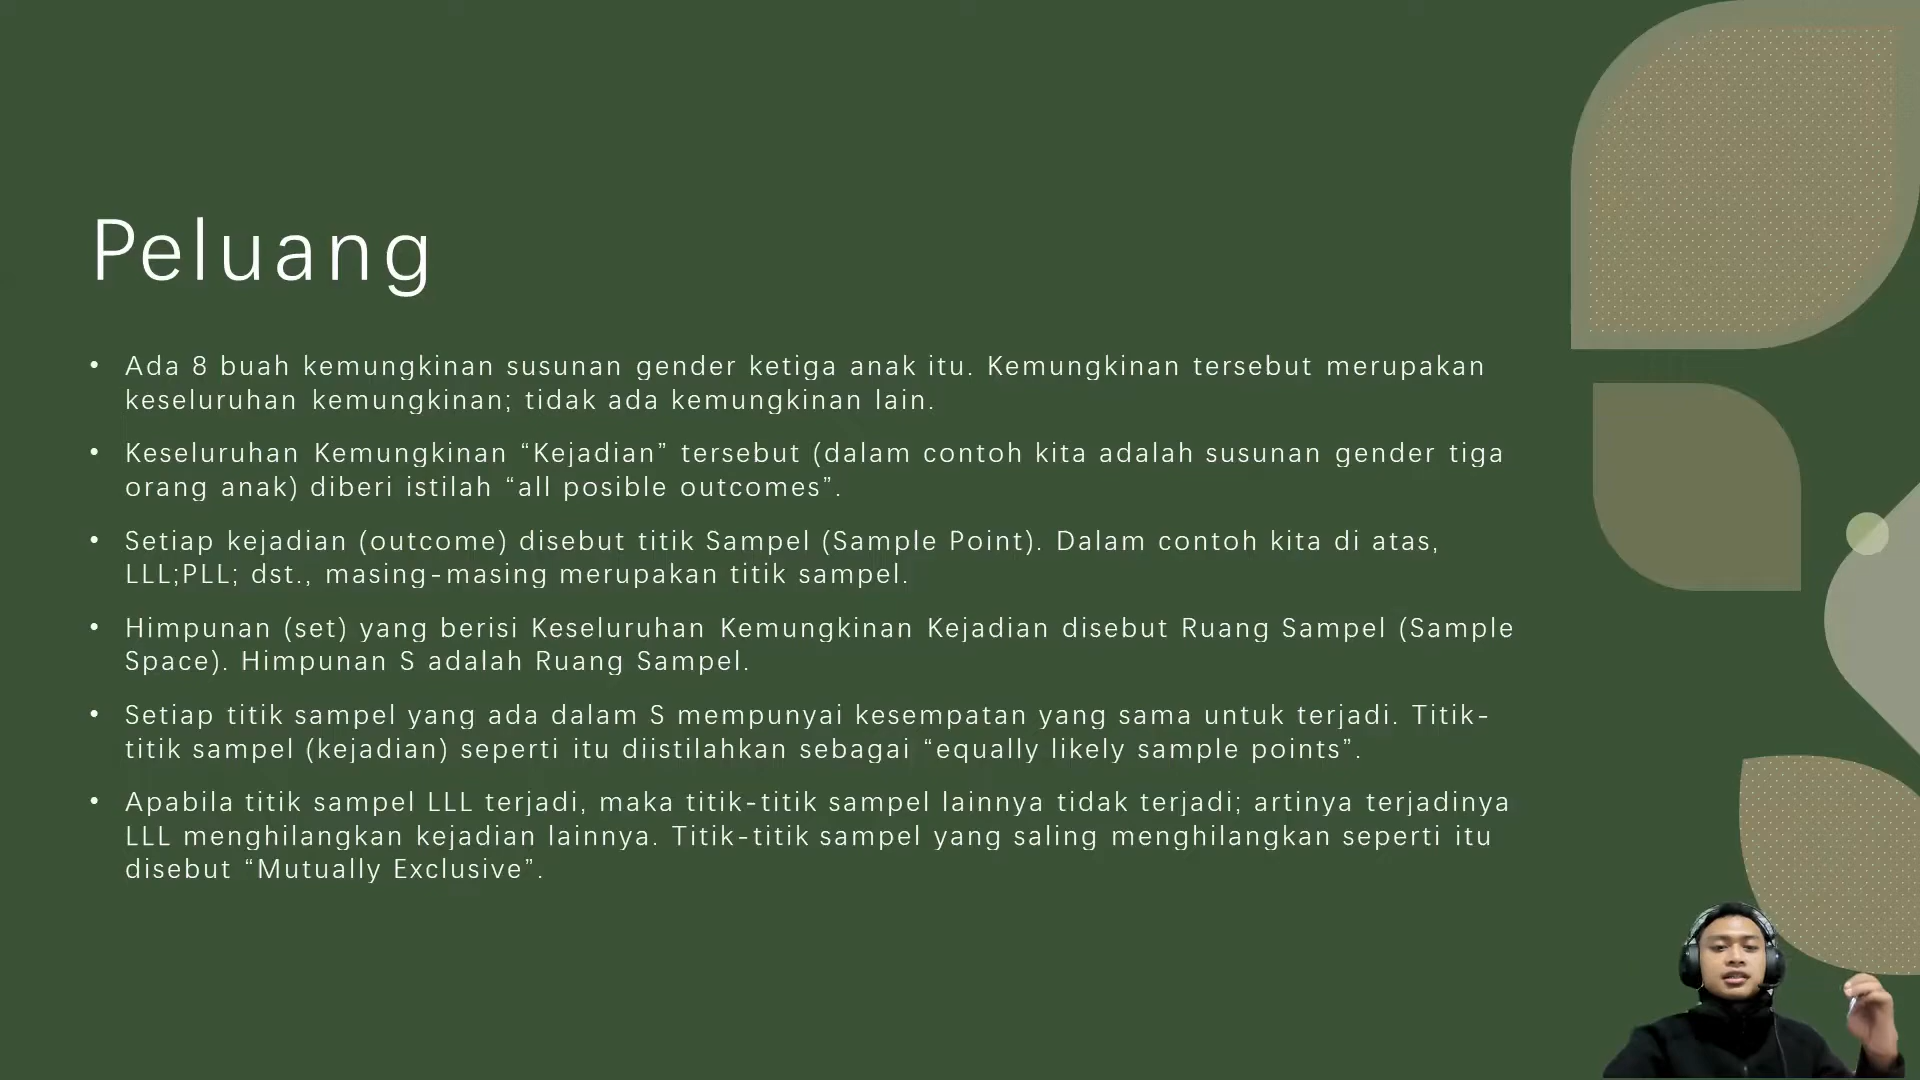 Peluang
• Ada 8 buah kemungkinan susunan gender ketiga anak itu. Kemungkinan tersebut merupakan
keseluruhan kemungkinan; tidak ada kemungkinan lain.
• Keseluruhan Kemungkinan “Kejadian” tersebut (dalam contoh kita adalah susunan gender tiga
orang anak) diberi istilah “all posible outcomes”.
• Setiap kejadian (outcome) disebut titik Sampel (Sample Point). Dalam contoh kita di atas,
LLL;PLL; dst., masing-masing merupakan titik sampel.
• Himpunan (set) yang berisi Keseluruhan Kemungkinan Kejadian disebut Ruang Sampel (Sample
Space). Himpunan S adalah Ruang Sampel.
• Setiap titik sampel yang ada dalam S mempunyai kesempatan yang sama untuk terjadi. Titik-
titik sampel (kejadian) seperti itu diistilahkan sebagai “equally likely sample points”.
• Apabila titik sampel LLL terjadi, maka titik-titik sampel lainnya tidak terjadi; artinya terjadinya
LLL menghilangkan kejadian lainnya. Titik-titik sampel yang saling menghilangkan seperti itu
disebut “Mutually Exclusive”.